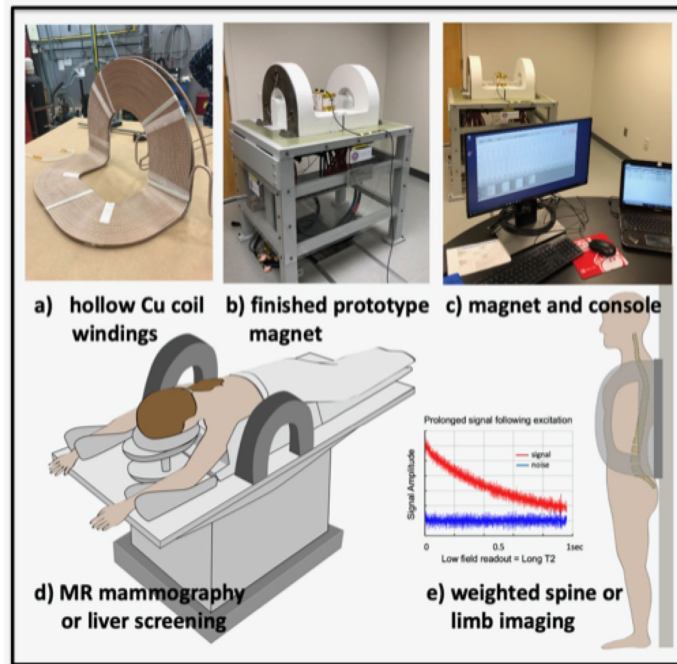 a) hollow Cu coil
windings
b) finished prototype
magnet
c) magnet and console
Prolonged signal following excitation
signal
noise
Signal Amplitude
0
0.5
1sec
Low field readout = Long T2
d) MR mammography
or liver screening
e) weighted spine or
limb imaging